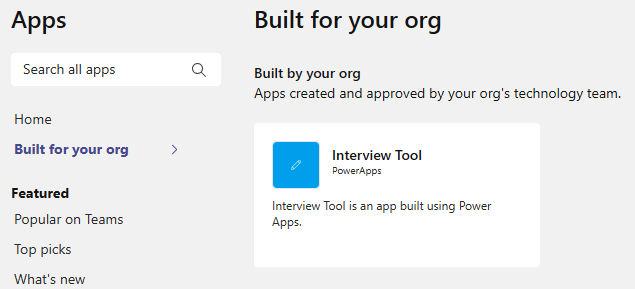 Apps
Search all apps
Home
Built for your org
Featured
Popular on Teams
Top picks
What's new
Built for your org
Built by your org
Apps created and approved by your org's technology team.
Interview Tool
PowerApps
Interview Tool is an app built using Power
Apps.